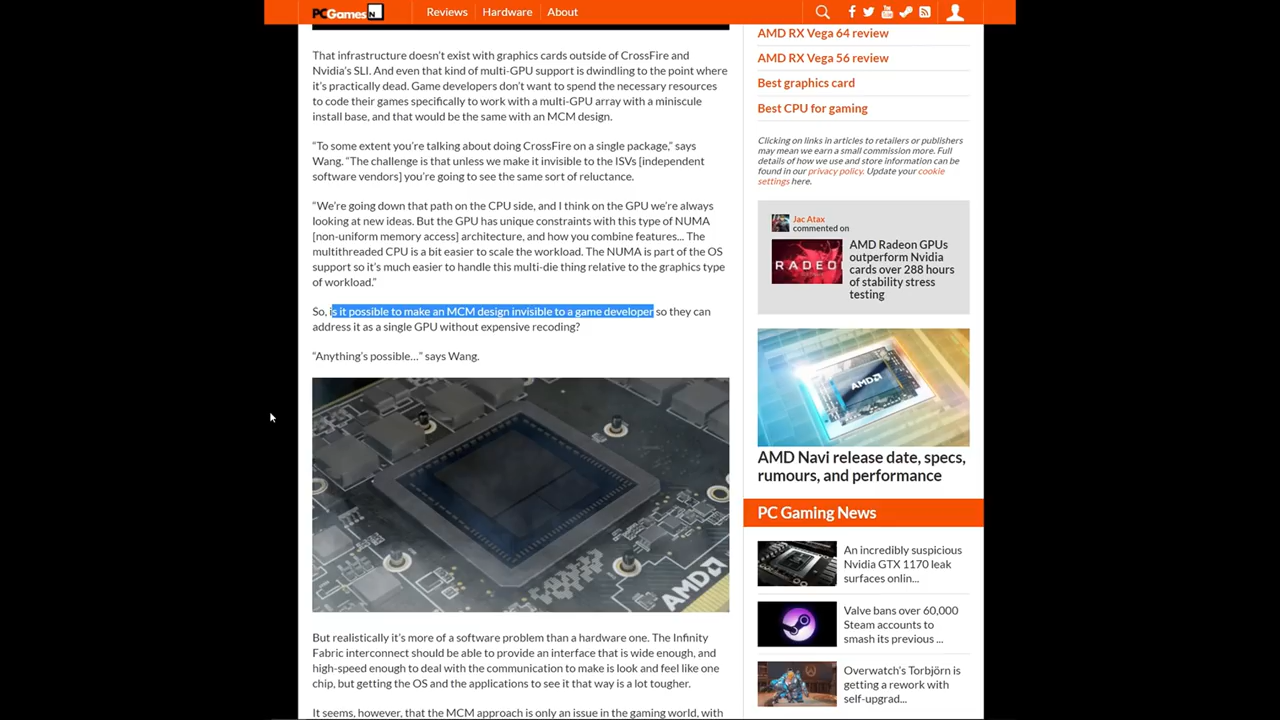 PCGamesN
Reviews
Hardware
About
That infrastructure doesn't exist with graphics cards outside of CrossFire and
Nvidia's SLI. And even that kind of multi-GPU support is dwindling to the point where
it's practically dead. Game developers don't want to spend the necessary resources
to code their games specifically to work with a multi-GPU array with a miniscule
install base, and that would be the same with an MCM design.
“To some extent you're talking about doing CrossFire on a single package,” says
Wang. “The challenge is that unless we make it invisible to the ISVs [independent
software vendors] you're going to see the same sort of reluctance.
“We're going down that path on the CPU side, and I think on the GPU we're always
looking at new ideas. But the GPU has unique constraints with this type of NUMA
[non-uniform memory access] architecture, and how you combine features... The
multithreaded CPU is a bit easier to scale the workload. The NUMA is part of the OS
support so it's much easier to handle this multi-die thing relative to the graphics type
of workload.”
So, is it possible to make an MCM design invisible to a game developer so they can
address it as a single GPU without expensive recoding?
“Anything's possible...” says Wang.
AMD
But realistically it's more of a software problem than a hardware one. The Infinity
Fabric interconnect should be able to provide an interface that is wide enough, and
high-speed enough to deal with the communication to make is look and feel like one
chip, but getting the OS and the applications to see it that way is a lot tougher.
It seems, however, that the MCM approach is only an issue in the gaming world, with
AMD RX Vega 64 review
AMD RX Vega 56 review
Best graphics card
Best CPU for gaming
Clicking on links in articles to retailers or publishers
may mean we earn a small commission more. Full
details of how we use and store information can be
found in our privacy policy. Update your cookie
settings here.
Jac Atax
commented on
RADEO
AMD Radeon GPUs
outperform Nvidia
cards over 288 hours
of stability stress
testing
AMD
AMD Navi release date, specs,
rumours, and performance
PC Gaming News
An incredibly suspicious
Nvidia GTX 1170 leak
surfaces onlin...
Valve bans over 60,000
Steam accounts to
smash its previous ...
Overwatch's Torbjörn is
getting a rework with
self-upgrad...